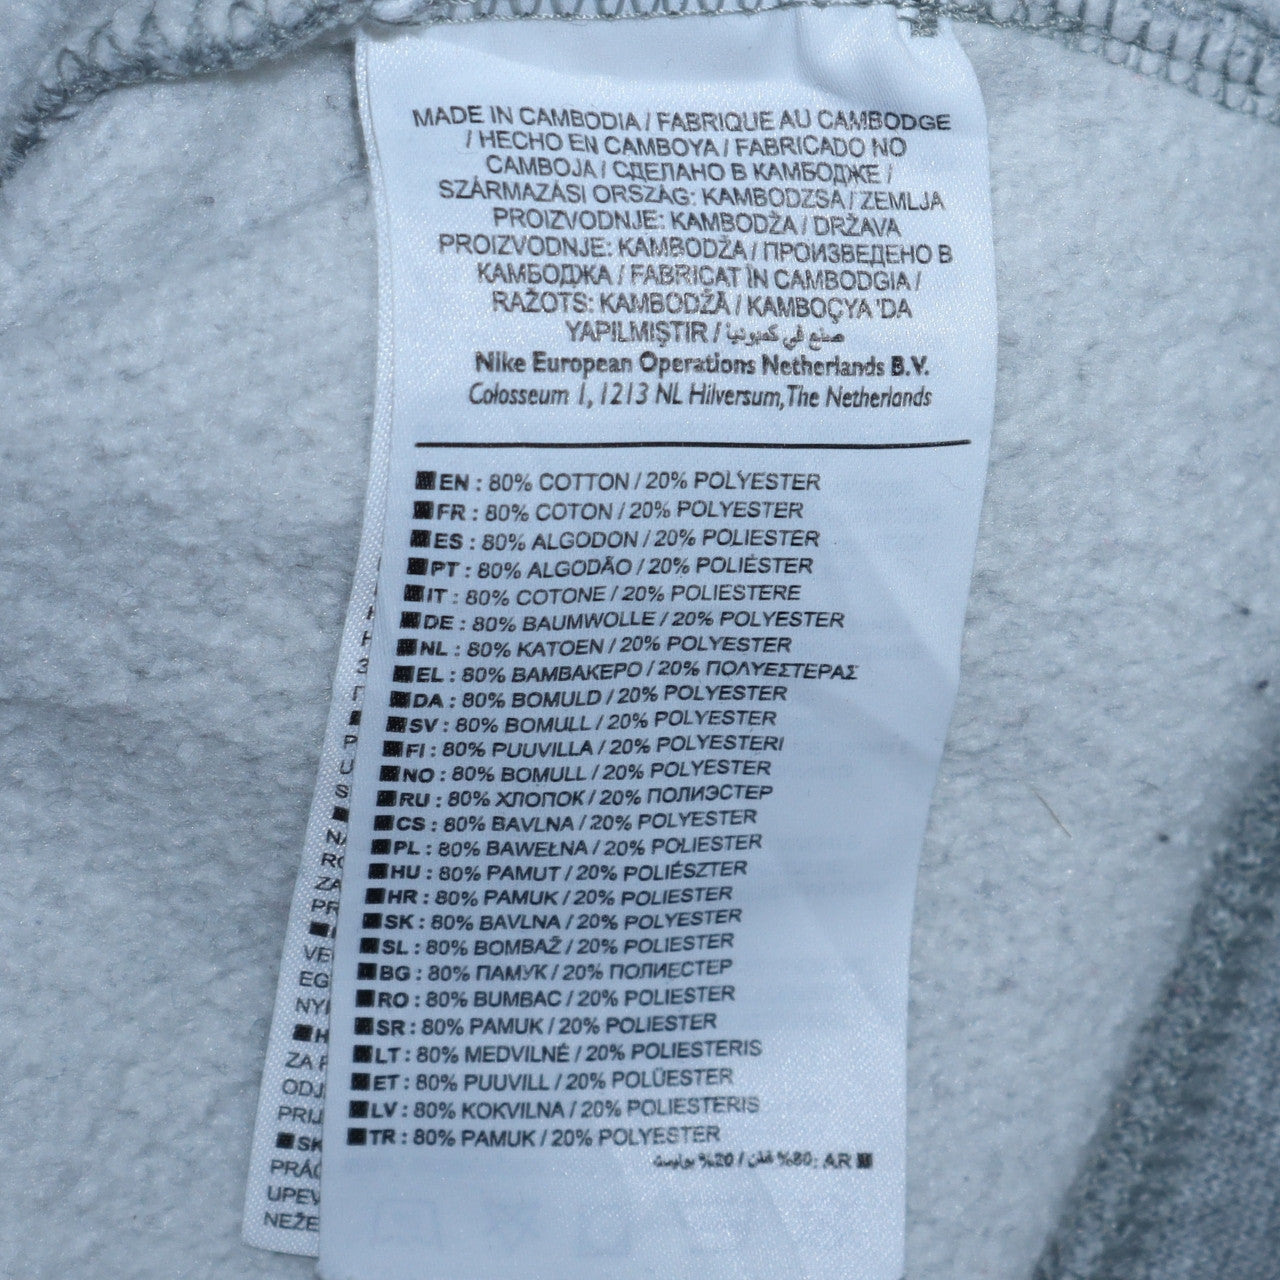 MADE IN CAMBODIA / FABRIQUE AU CAMBODGE
/ HECHO EN CAMBOYA / FABRICADO NO
CAMBOJA / СДЕЛАНО В КАМБОДЖЕ /
SZÁRMAZÁSI ORSZÁG: KAMBODZSA / ZEMLJA
PROIZVODNJE: KAMBODŽA / DRŽAVA
PROIZVODNJE: KAMBODŽA / ПРОИЗВЕДЕНО В
КАМБОДЖА / FABRICAT ÎN CAMBODGIA /
RAŽOTS: KAMBODŽĀ / KAMBOÇYA 'DA
YAPILMIŞTIR / صنع في كمبوديا
Nike European Operations Netherlands B.V.
Colosseum 1, 1213 NL Hilversum, The Netherlands
EN : 80% COTTON / 20% POLYESTER
FR : 80% COTON / 20% POLYESTER
ES : 80% ALGODON / 20% POLIESTER
PT : 80% ALGODÃO / 20% POLIÉSTER
IT : 80% COTONE / 20% POLIESTERE
DE : 80% BAUMWOLLE / 20% POLYESTER
NL : 80% KATOEN / 20% POLYESTER
EL : 80% ΒΑΜΒΑΚΕΡΟ / 20% ΠΟΛΥΕΣΤΕΡΑΣ
DA : 80% BOMULD / 20% POLYESTER
SV : 80% BOMULL / 20% POLYESTER
FI : 80% PUUVILLA / 20% POLYESTERI
NO : 80% BOMULL / 20% POLYESTER
RU : 80% ХЛОПОК / 20% ПОЛИЭСТЕР
CS : 80% BAVLNA / 20% POLYESTER
PL : 80% BAWEŁNA / 20% POLIESTER
HU : 80% PAMUT / 20% POLIÉSZTER
HR : 80% PAMUK / 20% POLIESTER
SK : 80% BAVLNA / 20% POLYESTER
SL : 80% BOMBAŽ / 20% POLIESTER
BG : 80% ПАМУК / 20% ПОЛИЕСТЕР
RO : 80% BUMBAC / 20% POLIESTER
SR : 80% PAMUK / 20% POLIESTER
LT : 80% MEDVILNĖ / 20% POLIESTERIS
ET : 80% PUUVILL / 20% POLÜESTER
LV : 80% KOKVILNA / 20% POLIESTERIS
TR : 80% PAMUK / 20% POLYESTER
AR :80% قطن / 20% بوليستر